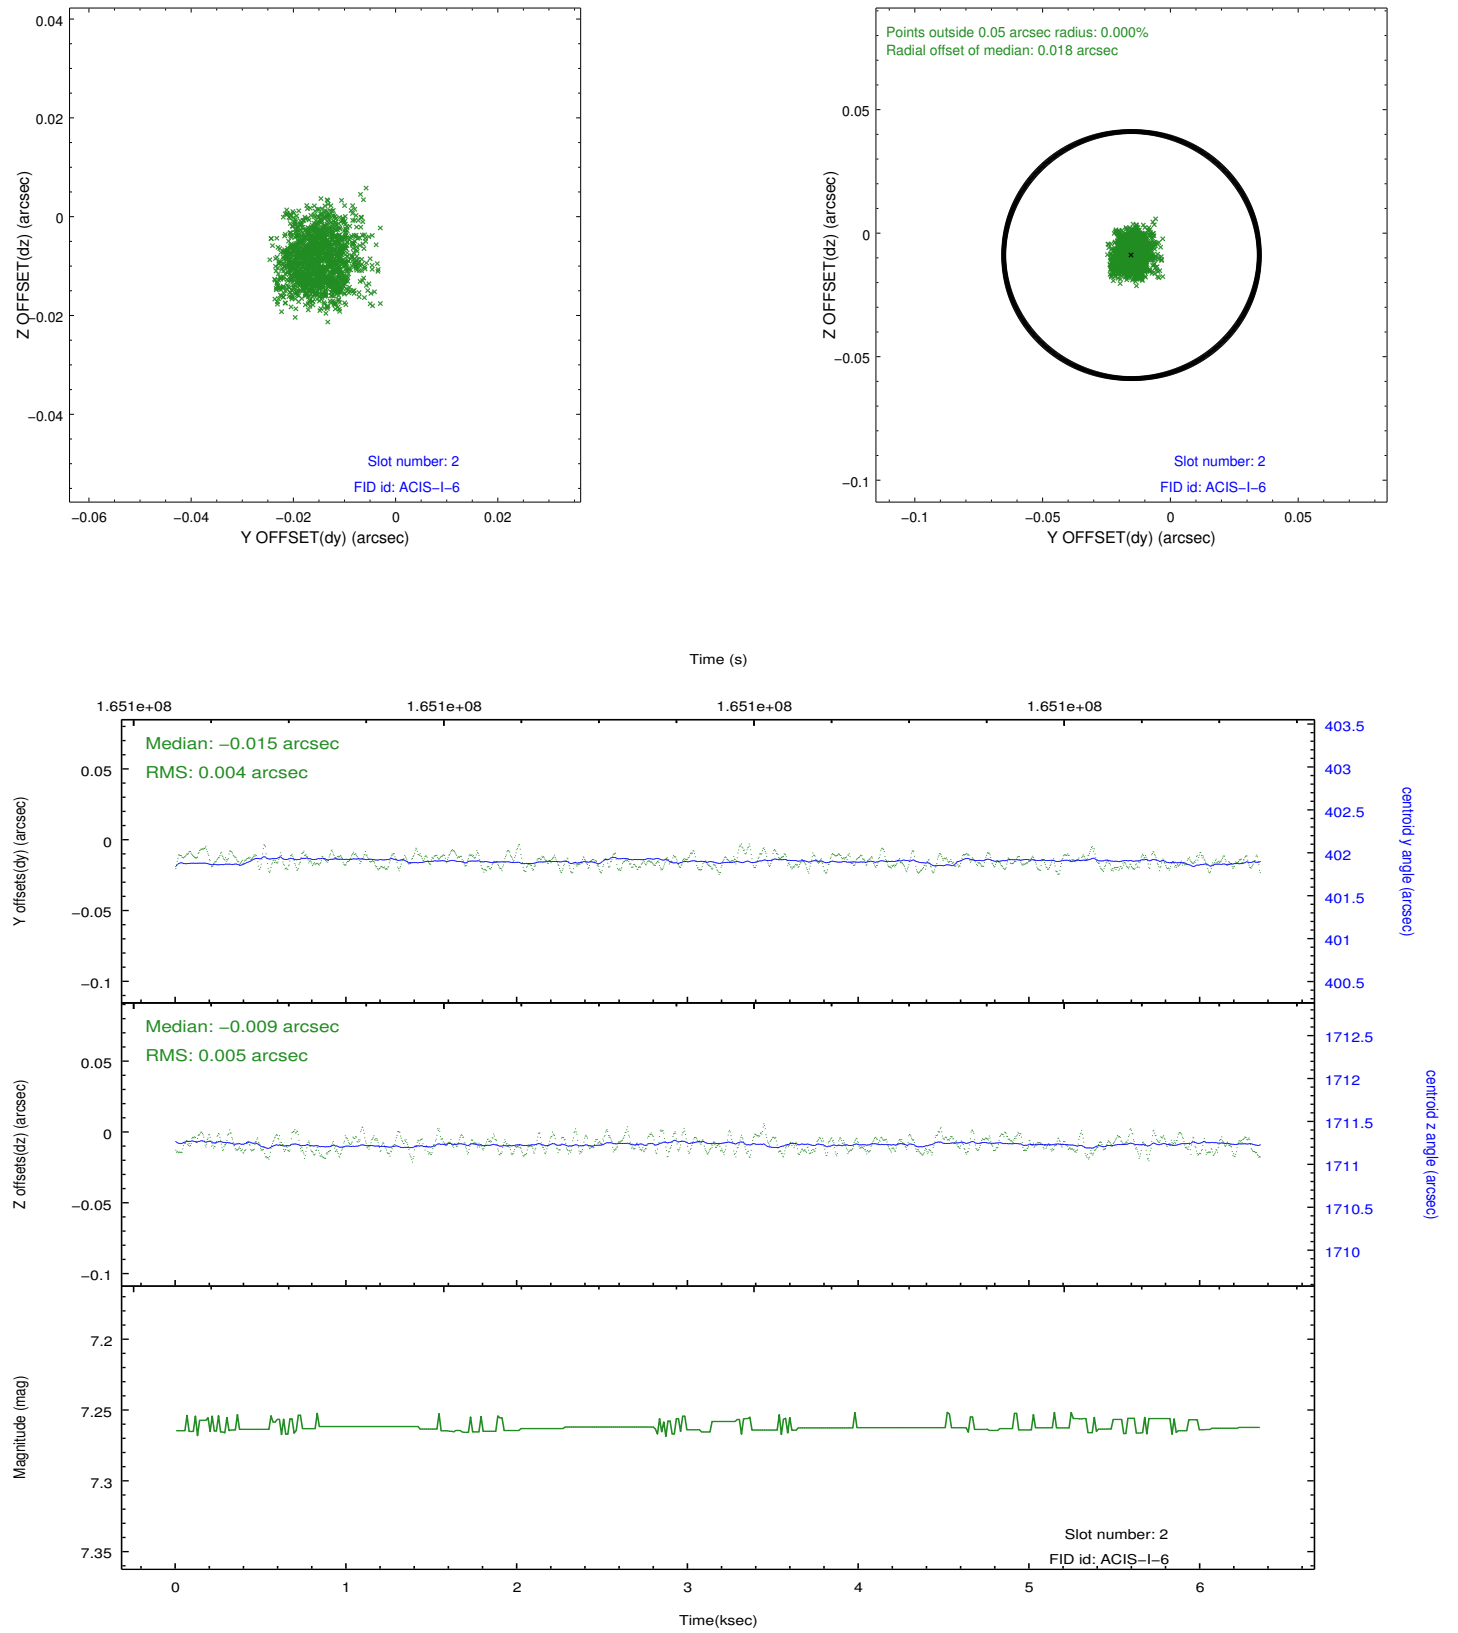 0.04
0.02
0
−0.02
−0.04
Z OFFSET(dz) (arcsec)
Slot number: 2
FID id: ACIS−I−6
−0.06
−0.04
−0.02
0
0.02
Y OFFSET(dy) (arcsec)
Points outside 0.05 arcsec radius: 0.000%
Radial offset of median: 0.018 arcsec
0.05
0
−0.05
−0.1
Z OFFSET(dz) (arcsec)
Slot number: 2
FID id: ACIS−I−6
−0.1
−0.05
0
0.05
Y OFFSET(dy) (arcsec)
Time (s)
1.651e+08
1.651e+08
1.651e+08
1.651e+08
Median: −0.015 arcsec
RMS: 0.004 arcsec
0.05
0
−0.05
−0.1
Y offsets(dy) (arcsec)
403.5
403
402.5
402
401.5
401
400.5
centroid y angle (arcsec)
Median: −0.009 arcsec
RMS: 0.005 arcsec
0.05
0
−0.05
−0.1
Z offsets(dz) (arcsec)
1712.5
1712
1711.5
1711
1710.5
1710
centroid z angle (arcsec)
7.2
7.25
7.3
7.35
Magnitude (mag)
Slot number: 2
FID id: ACIS−I−6
0
1
2
3
4
5
6
Time(ksec)